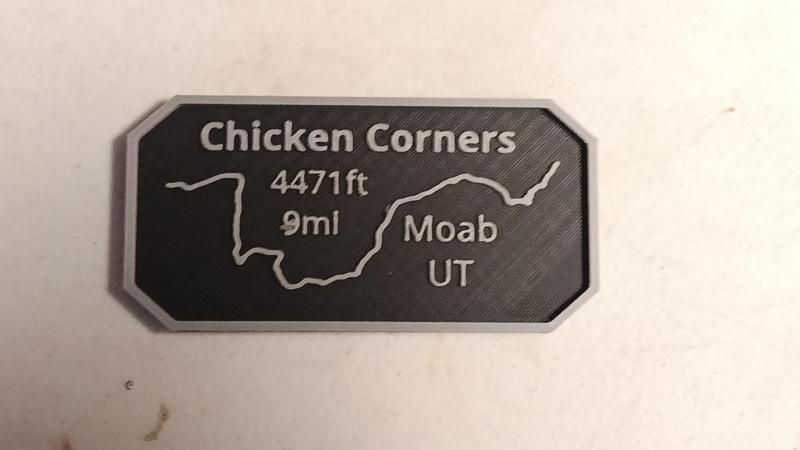 Chicken Corners
4471ft
9mi
Moab
UT